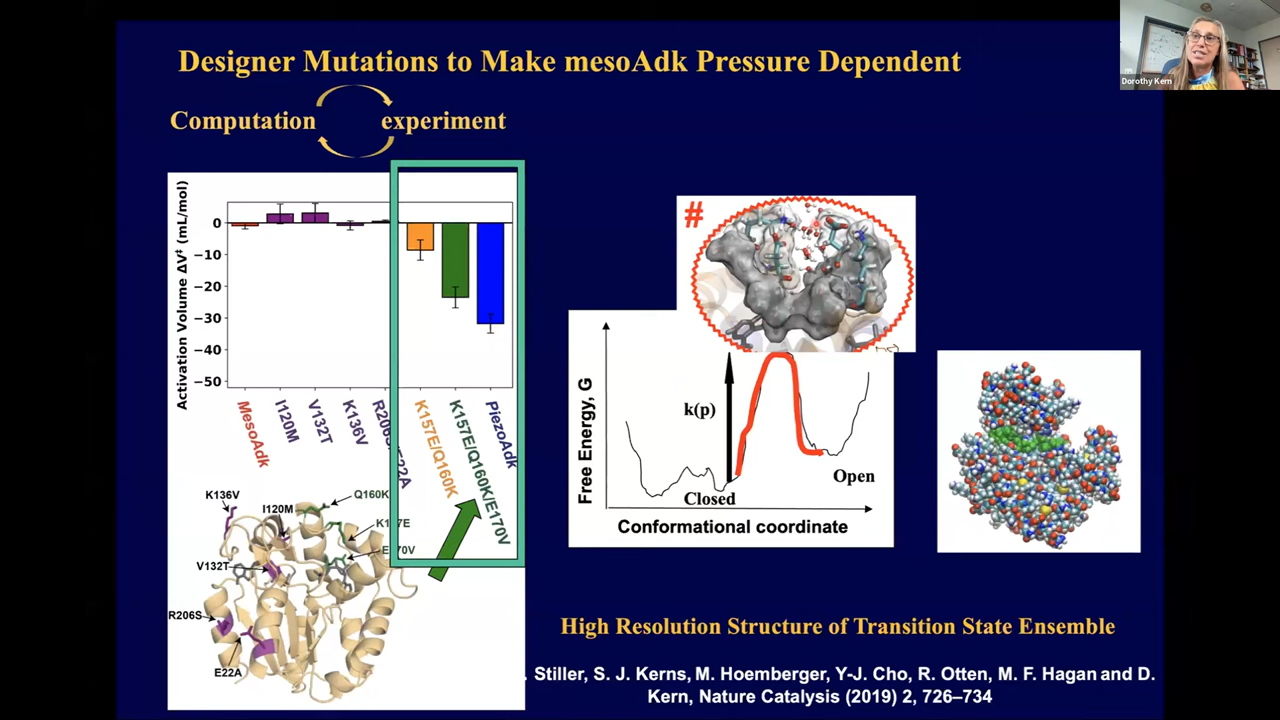 Designer Mutations to Make mesoAdk Pressure Dependent
Computation experiment
Dorothy Kern
Activation Volume ΔV‡ (mL/mol)
0
−10
−20
−30
−40
−50
MesoAdk
I120M
V132T
K136V
R206S/E22A
K157E/Q160K
K157E/Q160K/E170V
PiezoAdk
K136V
I120M
Q160K
V132T
R206S
E22A
#
Free Energy, G
k(p)
Closed
Open
Conformational coordinate
High Resolution Structure of Transition State Ensemble
. Stiller, S. J. Kerns, M. Hoemberger, Y-J. Cho, R. Otten, M. F. Hagan and D.
Kern, Nature Catalysis (2019) 2, 726–734